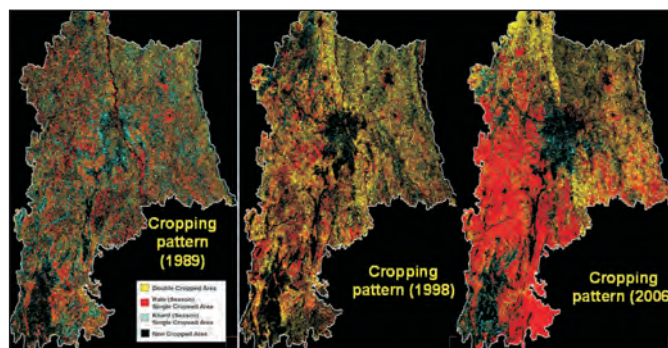 Cropping
pattern
(1989)
Double Cropped Area
Rabi (Season)
Single Cropped Area
Kharif (Season)
Single Cropped Area
Non Cropped Area
Cropping
pattern (1998)
Cropping
pattern (2006)